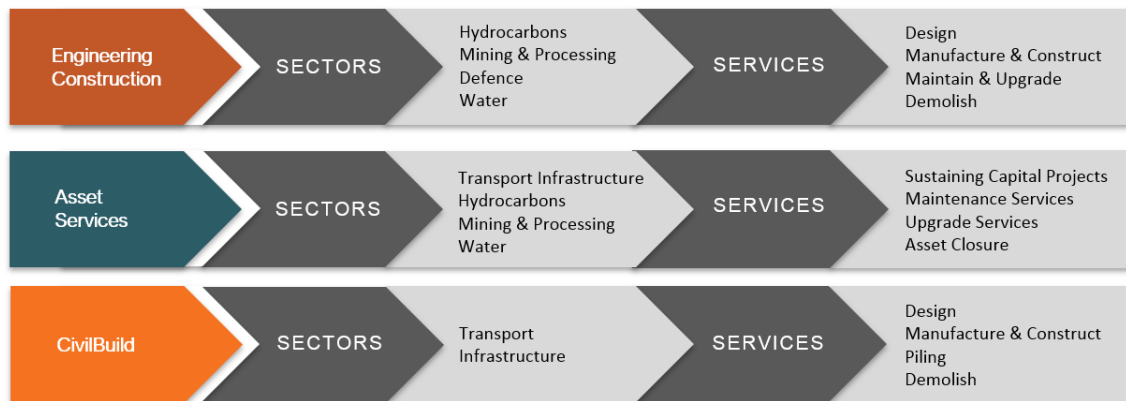 Engineering
Construction
SECTORS
Hydrocarbons
Mining & Processing
Defence
Water
SERVICES
Design
Manufacture & Construct
Maintain & Upgrade
Demolish
Asset
Services
SECTORS
Transport Infrastructure
Hydrocarbons
Mining & Processing
Water
SERVICES
Sustaining Capital Projects
Maintenance Services
Upgrade Services
Asset Closure
CivilBuild
SECTORS
Transport
Infrastructure
SERVICES
Design
Manufacture & Construct
Piling
Demolish